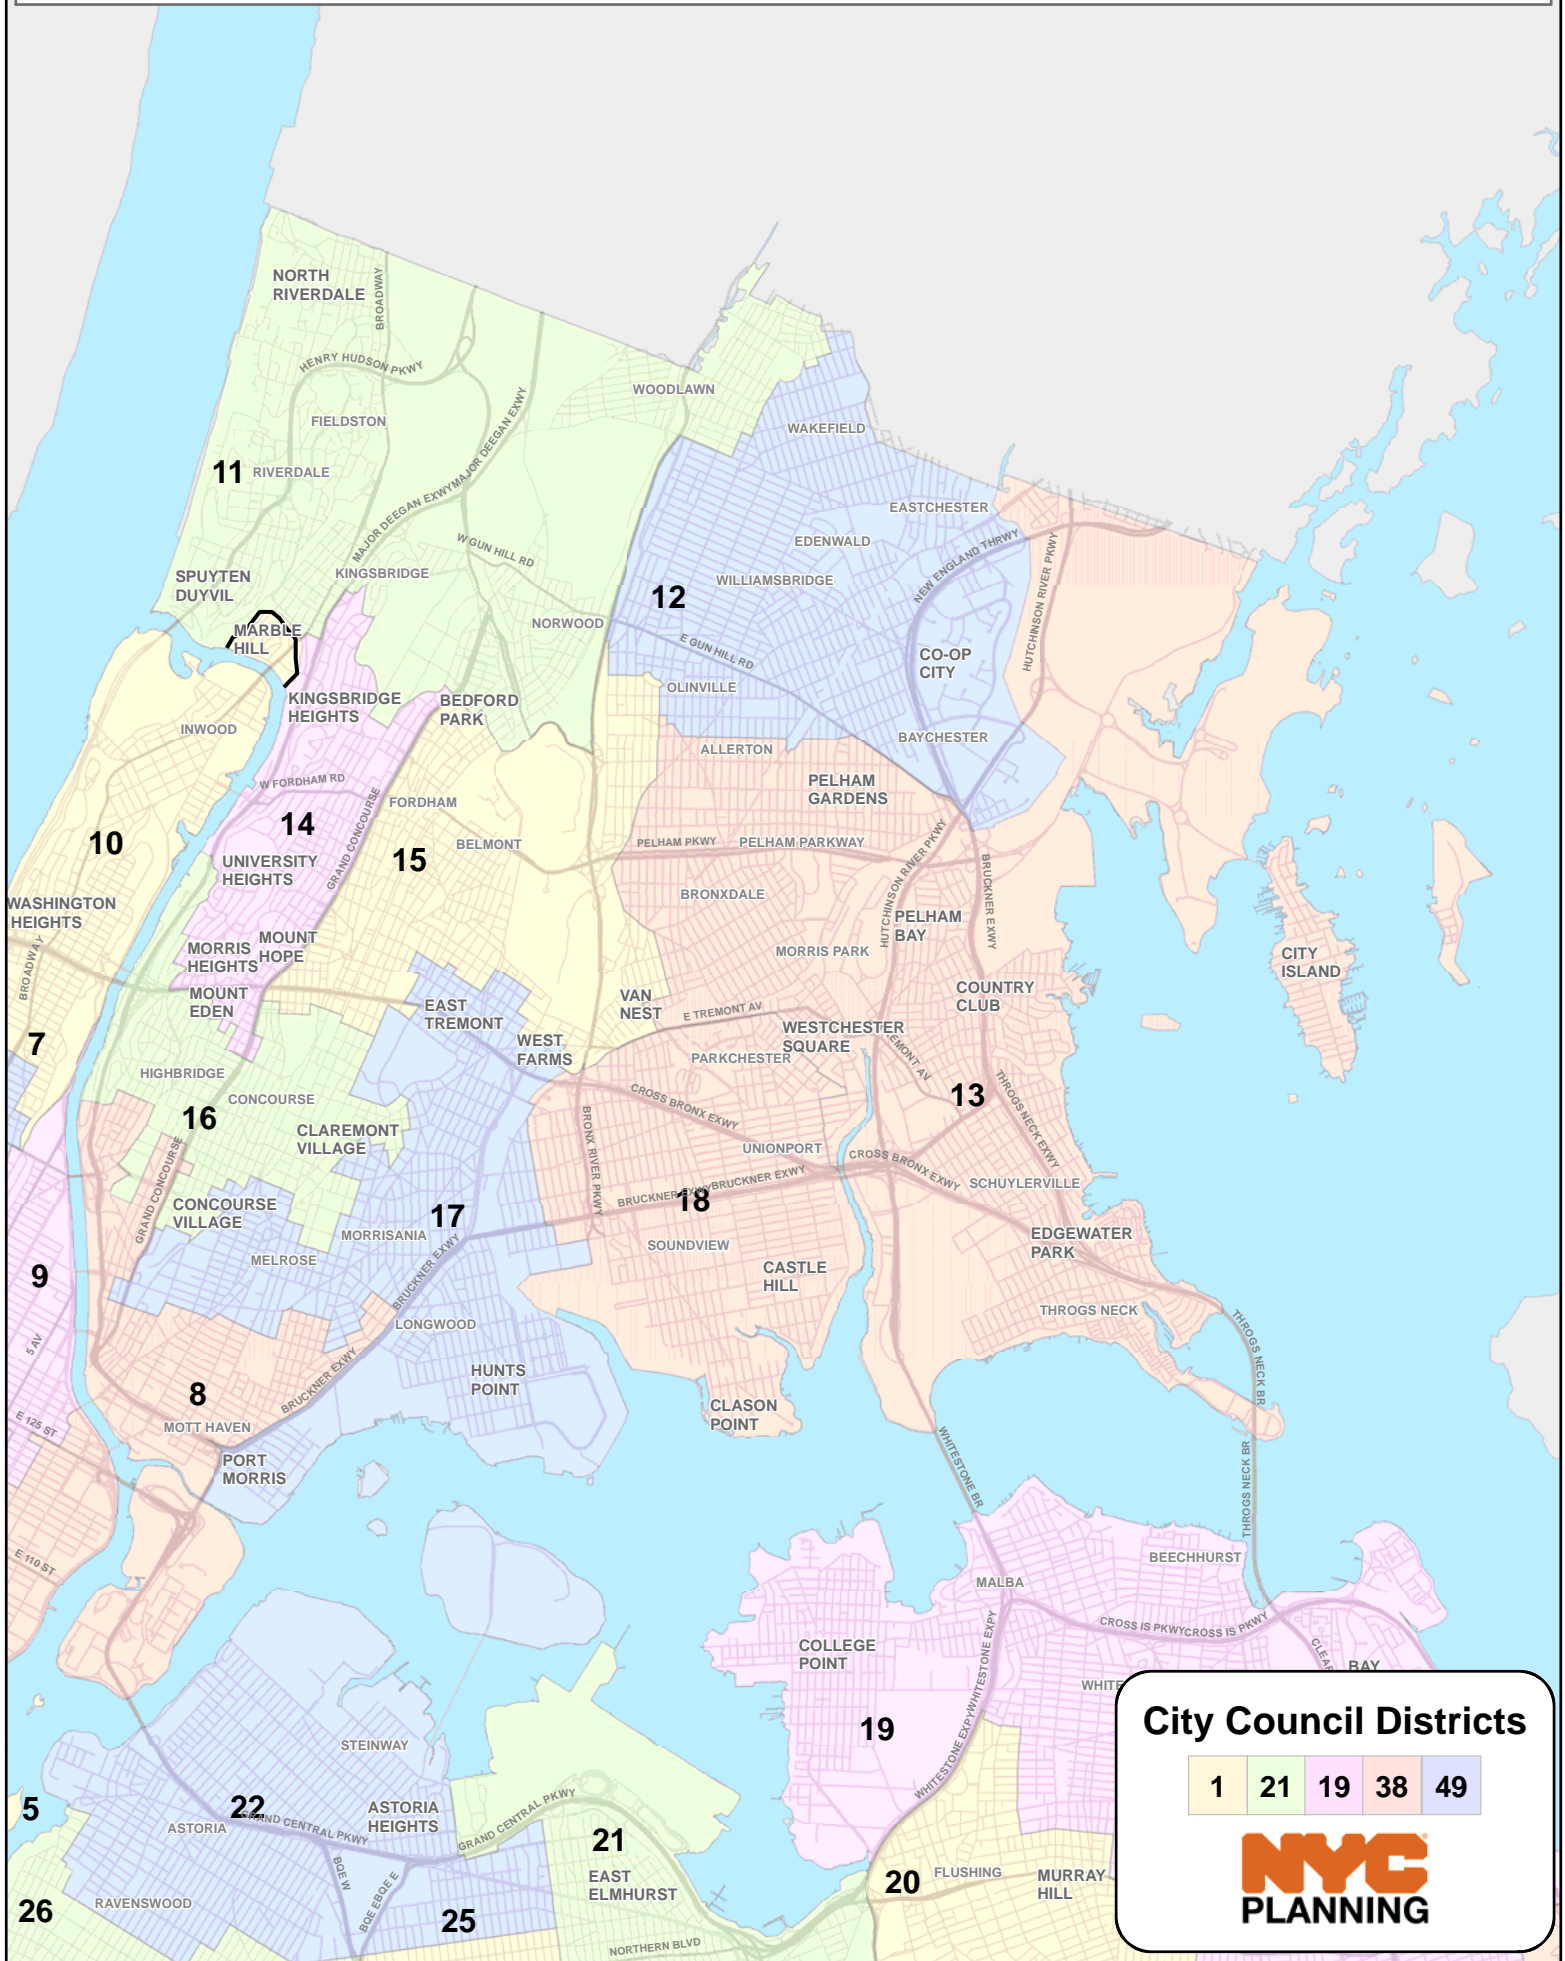 NORTH
RIVERDALE
BROADWAY
HENRY HUDSON PKWY
WOODLAWN
FIELDSTON
MAJOR DEEGAN EXWY
MAJOR DEEGAN EXWY
WAKEFIELD
11
RIVERDALE
EASTCHESTER
W GUN HILL RD
EDENWALD
NEW ENGLAND THRWY
KINGSBRIDGE
WILLIAMSBRIDGE
HUTCHINSON RIVER PKWY
SPUYTEN
DUYVIL
12
MARBLE
HILL
NORWOOD
E GUN HILL RD
CO-OP
CITY
OLINVILLE
KINGSBRIDGE
HEIGHTS
BEDFORD
PARK
INWOOD
BAYCHESTER
ALLERTON
W FORDHAM RD
PELHAM
GARDENS
FORDHAM
14
GRAND CONCOURSE
10
BELMONT
PELHAM PKWY
PELHAM PARKWAY
15
UNIVERSITY
HEIGHTS
HUTCHINSON RIVER PKWY
BRUCKNER EXWY
BRONXDALE
WASHINGTON
HEIGHTS
PELHAM
BAY
MORRIS
HEIGHTS
MOUNT
HOPE
MORRIS PARK
CITY
ISLAND
BROADWAY
MOUNT
EDEN
VAN
NEST
COUNTRY
CLUB
EAST
TREMONT
E TREMONT AV
WESTCHESTER
SQUARE
7
WEST
FARMS
PARKCHESTER
HIGHBRIDGE
CONCOURSE
13
THROGS NECK EXWY
16
CROSS BRONX EXWY
BRONX RIVER PKWY
CLAREMONT
VILLAGE
UNIONPORT
CROSS BRONX EXWY
GRAND CONCOURSE
SCHUYLERVILLE
BRUCKNER EXWY
BRUCKNER EXWY
18
CONCOURSE
VILLAGE
17
MORRISANIA
EDGEWATER
PARK
SOUNDVIEW
MELROSE
9
CASTLE
HILL
BRUCKNER EXWY
THROGS NECK
LONGWOOD
5 AV
THROGS NECK BR
HUNTS
POINT
BRUCKNER EXWY
8
CLASON
POINT
E 125 ST
MOTT HAVEN
PORT
MORRIS
WHITESTONE BR
THROGS NECK BR
E 110 ST
BEECHHURST
MALBA
CROSS IS PKWY
CROSS IS PKWY
COLLEGE
POINT
WHITESTONE EXPY
WHITESTONE EXPY
WHITESTONE EXPY
CLEAR
BAY
WHITE
19
STEINWAY
5
22
GRAND CENTRAL PKWY
ASTORIA
HEIGHTS
GRAND CENTRAL PKWY
ASTORIA
21
BQE W
BQE E
BQE E
EAST
ELMHURST
20
FLUSHING
MURRAY
HILL
RAVENSWOOD
26
25
NORTHERN BLVD
City Council Districts
1 21 19 38 49
NYC
PLANNING